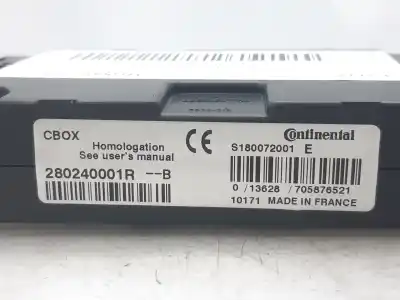 CBOX
Homologation
See user's manual
CE
280240001R --B
Continental
S180072001 E
0 /13628 /705876521
10171 MADE IN FRANCE